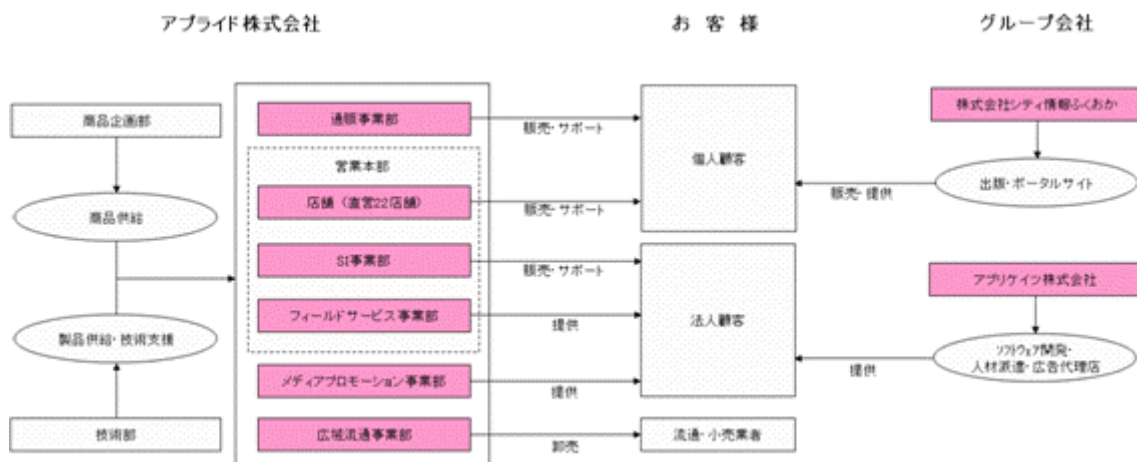 アプライド株式会社
お客様
グループ会社
商品企画部
商品供給
製品供給・技術支援
技術部
通販事業部
営業本部
店舗（直営22店舗）
SI事業部
フィールドサービス事業部
メディアプロモーション事業部
広域流通事業部
販売・サポート
販売・サポート
販売・サポート
提供
提供
卸売
個人顧客
法人顧客
流通・小売業者
販売・提供
提供
株式会社シティ情報ふくおか
出版・ポータルサイト
アプリケイツ株式会社
ソフトウェア開発・
人材派遣・広告代理店